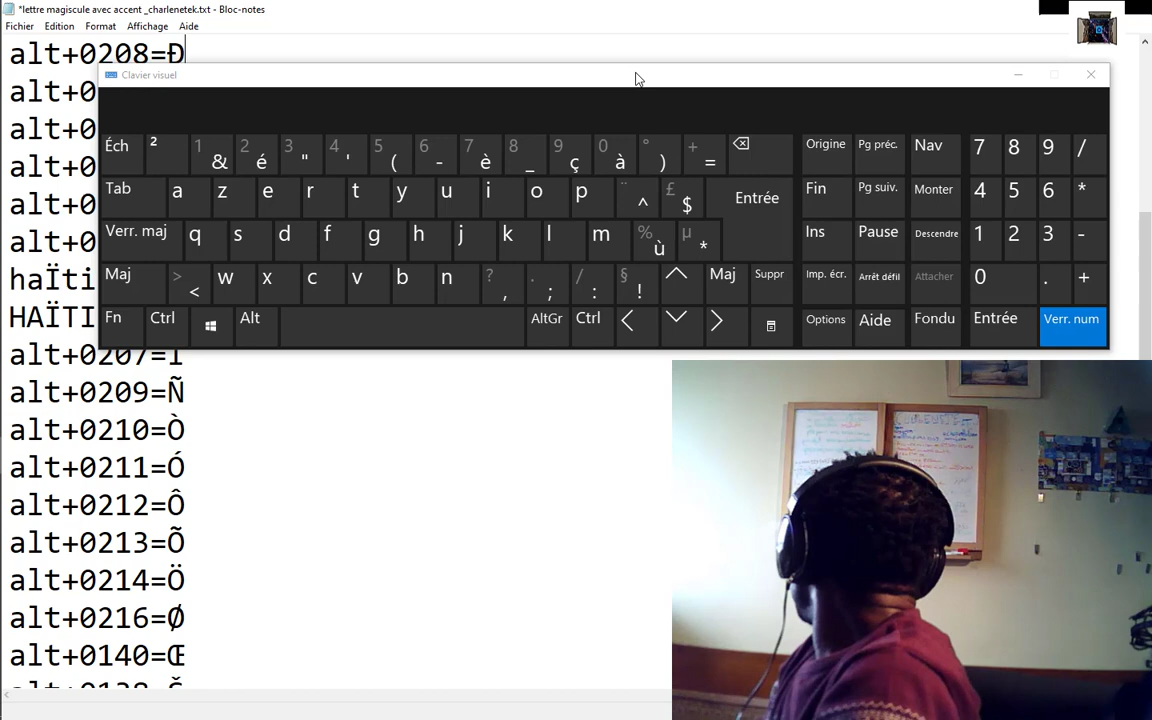 *lettre magiscule avec accent _charlenetek.txt - Bloc-notes
Fichier Edition Format Affichage Aide
alt+0208=Ð
Clavier visuel
alt+0
alt+0
alt+0
alt+0
alt+0
haÏti
HAÏTI
alt+0207=Ï
alt+0209=Ñ
alt+0210=Ò
alt+0211=Ó
alt+0212=Ô
alt+0213=Õ
alt+0214=Ö
alt+0216=Ø
alt+0140=Œ
alt+0138=Š
Éch ² 1 & 2 é 3 " 4 ' 5 ( 6 - 7 è 8 _ 9 ç 0 à ° ) + = Origine Pg préc. Nav 7 8 9 /
Tab a z e r t y u i o p ¨ ^ £ $ Entrée Fin Pg suiv. Monter 4 5 6 *
Verr. maj q s d f g h j k l m % ù µ * Ins Pause Descendre 1 2 3 -
Maj > < w x c v b n ? , . ; / : § ! Maj Suppr Imp. écr. Arrêt défil Attacher 0 . +
Fn Ctrl Alt AltGr Ctrl Options Aide Fondu Entrée Verr. num